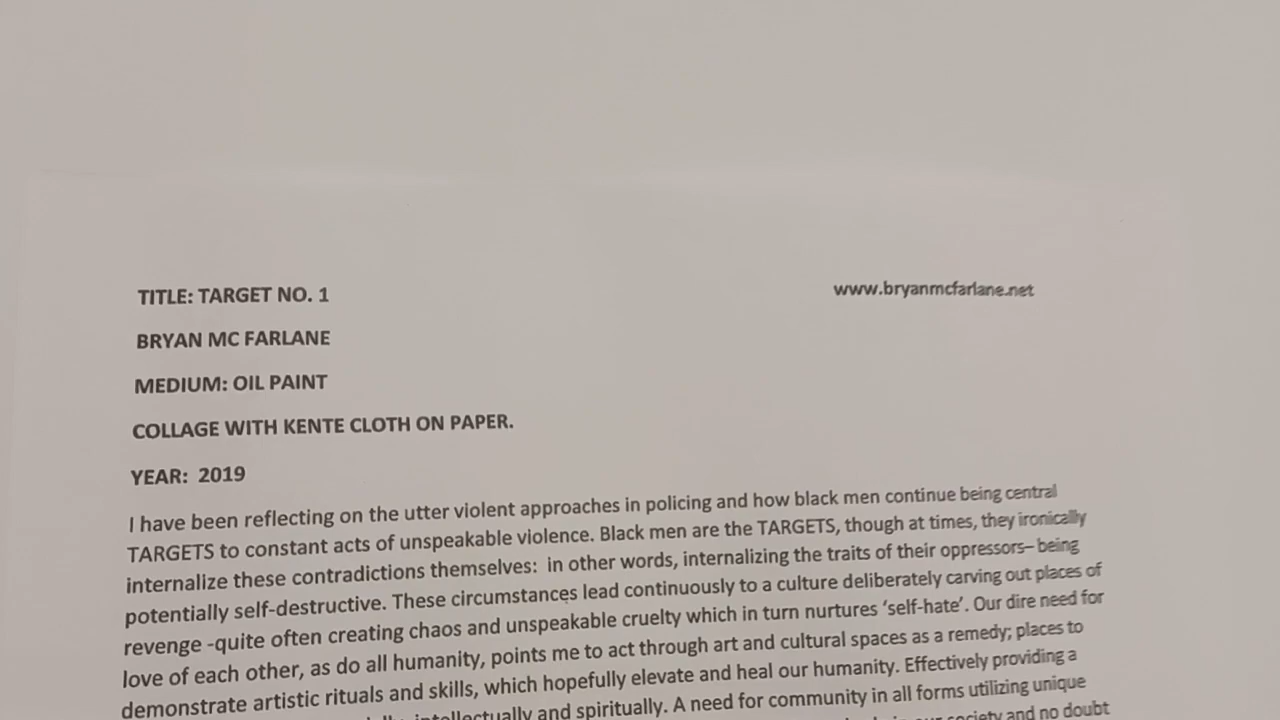 TITLE: TARGET NO. 1
www.bryanmcfarlane.net
BRYAN MC FARLANE
MEDIUM: OIL PAINT
COLLAGE WITH KENTE CLOTH ON PAPER.
YEAR: 2019
I have been reflecting on the utter violent approaches in policing and how black men continue being central
TARGETS to constant acts of unspeakable violence. Black men are the TARGETS, though at times, they ironically
internalize these contradictions themselves: in other words, internalizing the traits of their oppressors– being
potentially self-destructive. These circumstances lead continuously to a culture deliberately carving out places of
revenge -quite often creating chaos and unspeakable cruelty which in turn nurtures ‘self-hate’. Our dire need for
love of each other, as do all humanity, points me to act through art and cultural spaces as a remedy; places to
demonstrate artistic rituals and skills, which hopefully elevate and heal our humanity. Effectively providing a
intellectually and spiritually. A need for community in all forms utilizing unique
society and no doubt